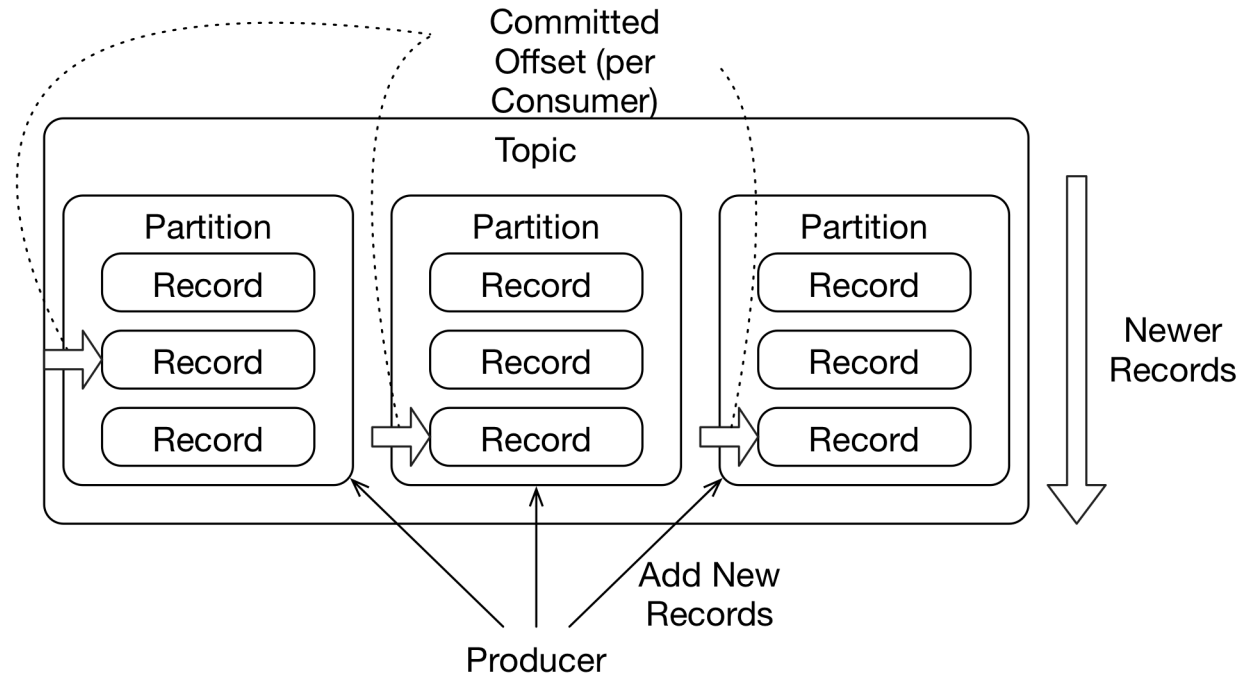 Committed
Offset (per
Consumer)
Topic
Partition
Partition
Partition
Record
Record
Record
Record
Record
Record
Record
Record
Record
Newer
Records
Add New
Records
Producer